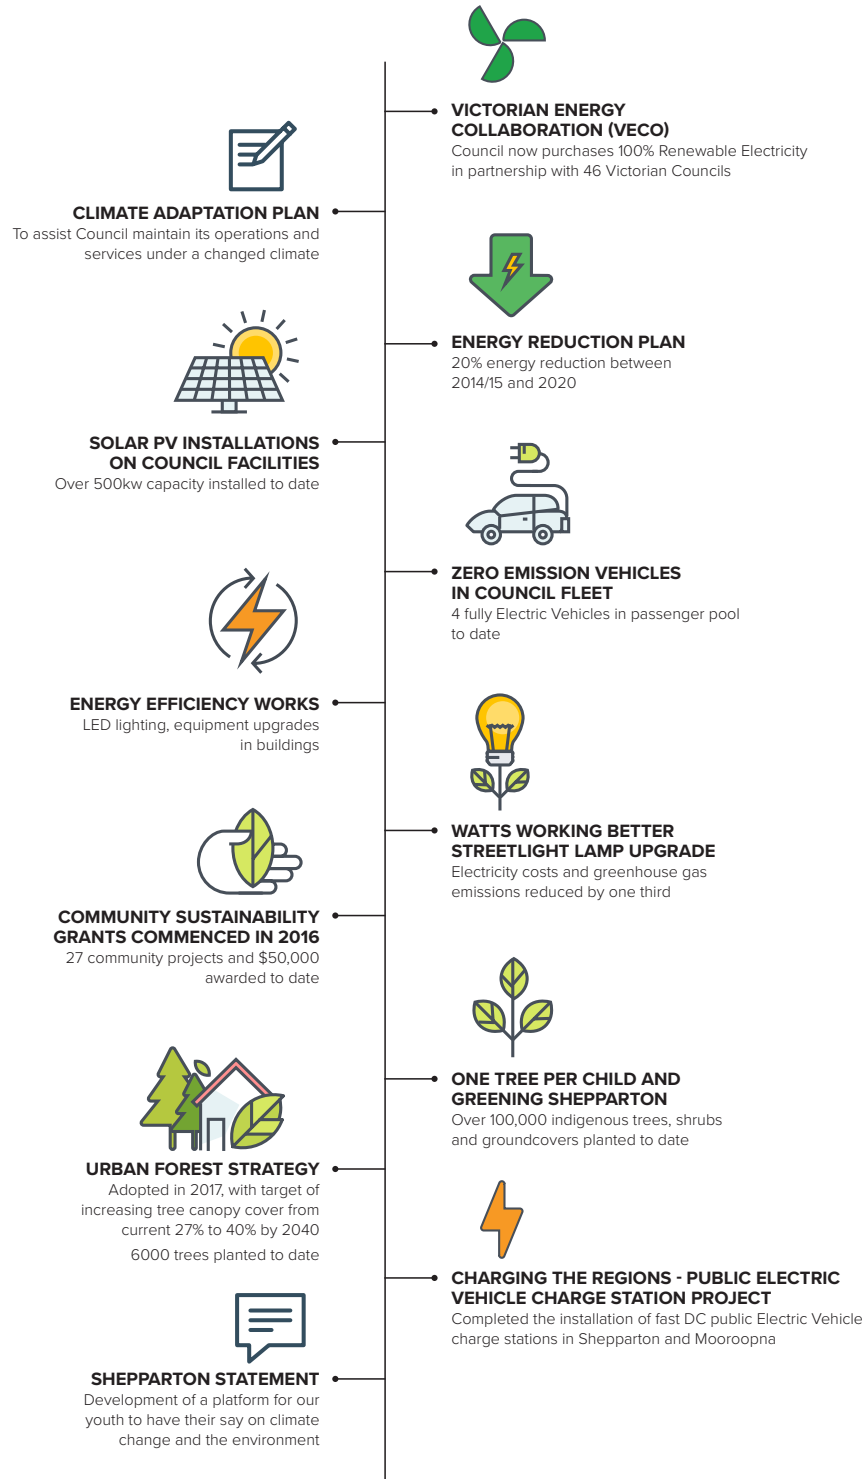 VICTORIAN ENERGY
COLLABORATION (VECO)
Council now purchases 100% Renewable Electricity
in partnership with 46 Victorian Councils
CLIMATE ADAPTATION PLAN
To assist Council maintain its operations and
services under a changed climate
ENERGY REDUCTION PLAN
20% energy reduction between
2014/15 and 2020
SOLAR PV INSTALLATIONS
ON COUNCIL FACILITIES
Over 500kw capacity installed to date
ZERO EMISSION VEHICLES
IN COUNCIL FLEET
4 fully Electric Vehicles in passenger pool
to date
ENERGY EFFICIENCY WORKS
LED lighting, equipment upgrades
in buildings
WATTS WORKING BETTER
STREETLIGHT LAMP UPGRADE
Electricity costs and greenhouse gas
emissions reduced by one third
COMMUNITY SUSTAINABILITY
GRANTS COMMENCED IN 2016
27 community projects and $50,000
awarded to date
ONE TREE PER CHILD AND
GREENING SHEPPARTON
Over 100,000 indigenous trees, shrubs
and groundcovers planted to date
URBAN FOREST STRATEGY
Adopted in 2017, with target of
increasing tree canopy cover from
current 27% to 40% by 2040
6000 trees planted to date
CHARGING THE REGIONS - PUBLIC ELECTRIC
VEHICLE CHARGE STATION PROJECT
Completed the installation of fast DC public Electric Vehicle
charge stations in Shepparton and Mooroopna
SHEPPARTON STATEMENT
Development of a platform for our
youth to have their say on climate
change and the environment